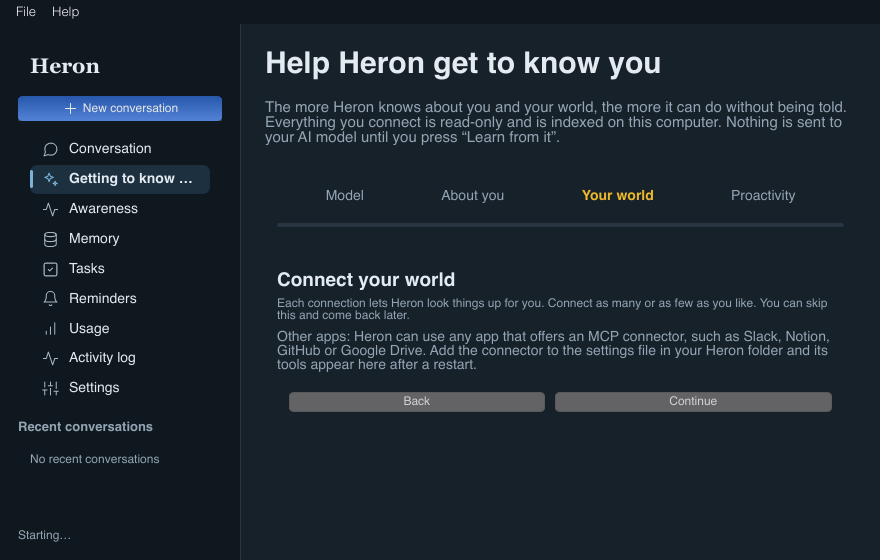 File Help
Heron
New conversation
Conversation
Getting to know ...
Awareness
Memory
Tasks
Reminders
Usage
Activity log
Settings
Recent conversations
No recent conversations
Starting...
Help Heron get to know you
The more Heron knows about you and your world, the more it can do without being told.
Everything you connect is read-only and is indexed on this computer. Nothing is sent to
your AI model until you press “Learn from it”.
Model About you Your world Proactivity
Connect your world
Each connection lets Heron look things up for you. Connect as many or as few as you like. You can skip
this and come back later.
Other apps: Heron can use any app that offers an MCP connector, such as Slack, Notion,
GitHub or Google Drive. Add the connector to the settings file in your Heron folder and its
tools appear here after a restart.
Back Continue